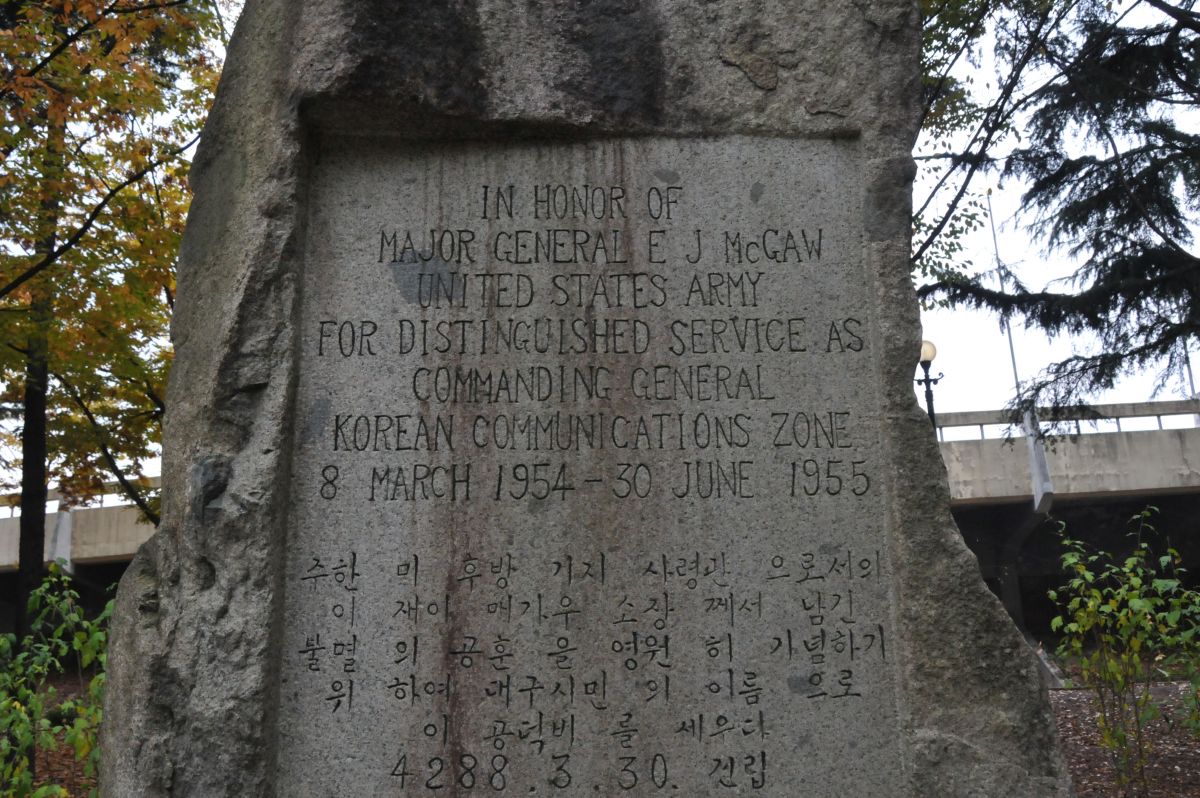 IN HONOR OF
MAJOR GENERAL E J McGAW
UNITED STATES ARMY
FOR DISTINGUISHED SERVICE AS
COMMANDING GENERAL
KOREAN COMMUNICATIONS ZONE
8 MARCH 1954 - 30 JUNE 1955
주한 미 후방 기지 사령관 으로서의
이 재이 메가우 소장 께서 남긴
불멸 의 공훈 을 영원 히 기념하기
위 하여 대구시민 의 이름 으로
이 공덕비 를 세우다
4288.3.30. 건립